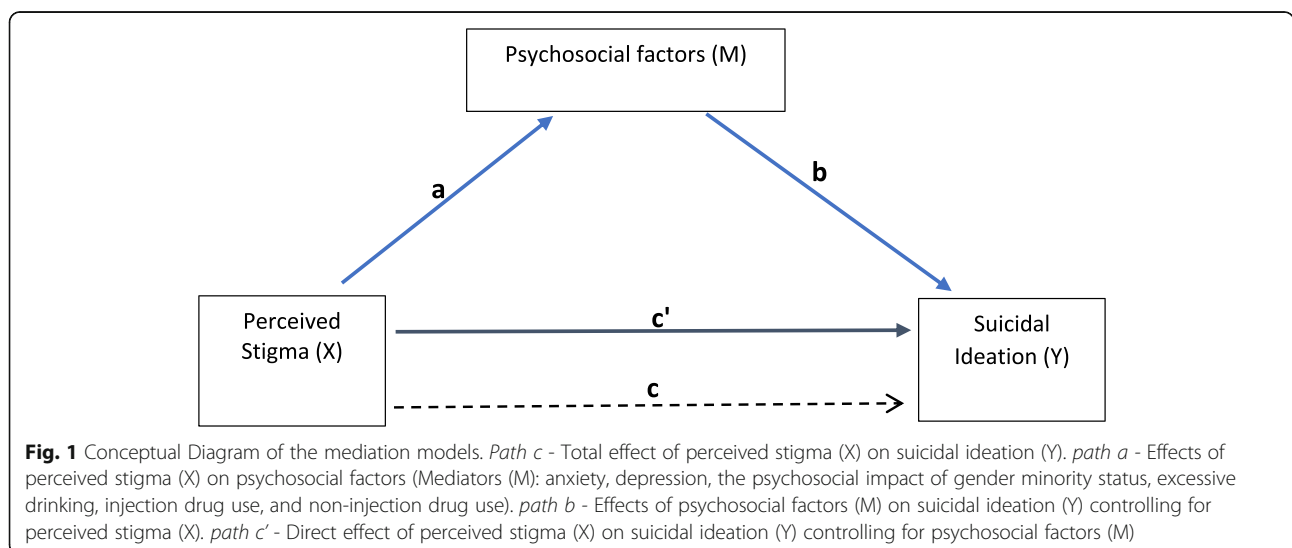 Psychosocial factors (M)
a
b
Perceived
Stigma (X)
c'
Suicidal
Ideation (Y)
c
Fig. 1 Conceptual Diagram of the mediation models. Path c - Total effect of perceived stigma (X) on suicidal ideation (Y). path a - Effects of
perceived stigma (X) on psychosocial factors (Mediators (M): anxiety, depression, the psychosocial impact of gender minority status, excessive
drinking, injection drug use, and non-injection drug use). path b - Effects of psychosocial factors (M) on suicidal ideation (Y) controlling for
perceived stigma (X). path c’ - Direct effect of perceived stigma (X) on suicidal ideation (Y) controlling for psychosocial factors (M)